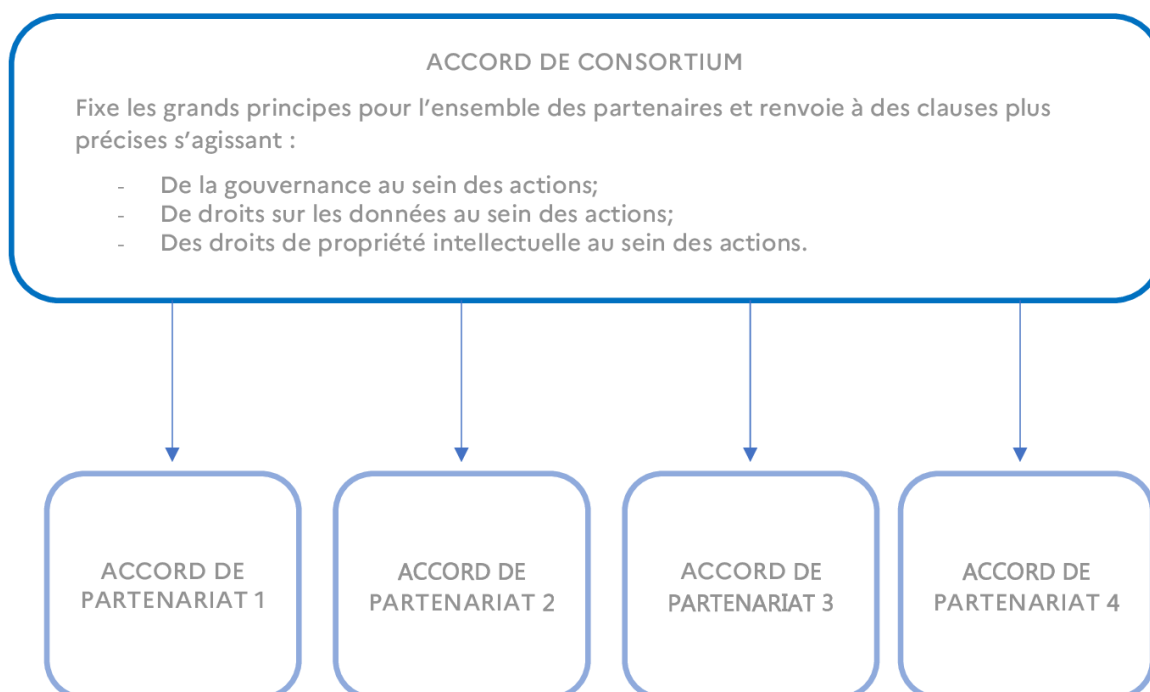 ACCORD DE CONSORTIUM
Fixe les grands principes pour l’ensemble des partenaires et renvoie à des clauses plus
précises s’agissant :
- De la gouvernance au sein des actions;
- De droits sur les données au sein des actions;
- Des droits de propriété intellectuelle au sein des actions.
ACCORD DE
PARTENARIAT 1
ACCORD DE
PARTENARIAT 2
ACCORD DE
PARTENARIAT 3
ACCORD DE
PARTENARIAT 4